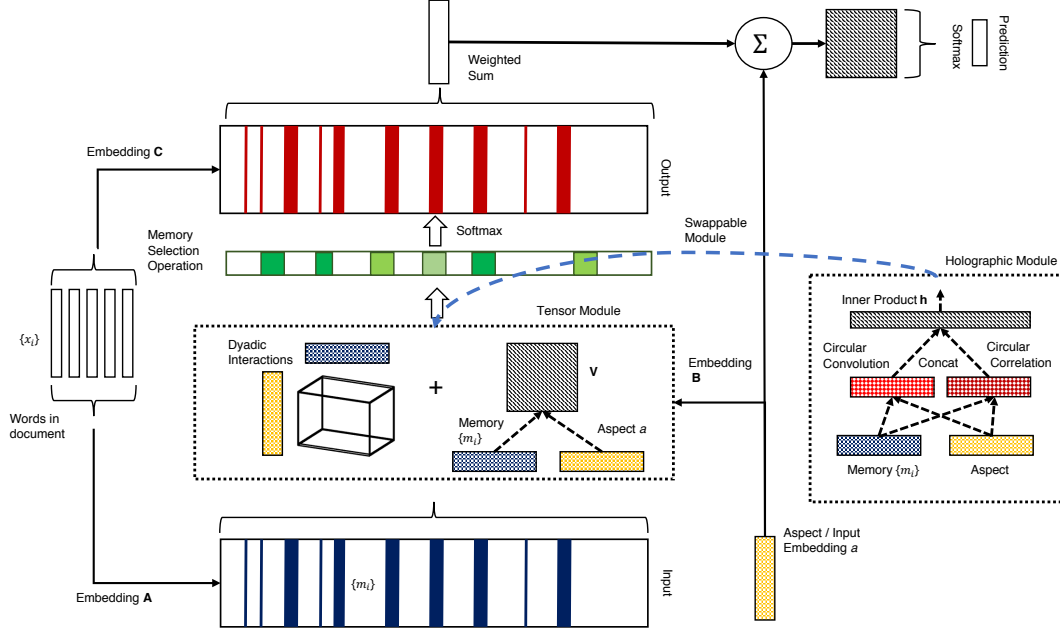 Prediction
Softmax
Σ
Weighted
Sum
Embedding C
Output
Memory
Selection
Operation
Softmax
Swappable
Module
Holographic Module
Inner Product h
Circular
Convolution
Concat
Circular
Correlation
Memory {m_i}
Aspect
{x_i}
Words in
document
Tensor Module
Dyadic
Interactions
+
V
Memory
{m_i}
Aspect a
Embedding
B
Aspect / Input
Embedding a
Embedding A
{m_i}
Input